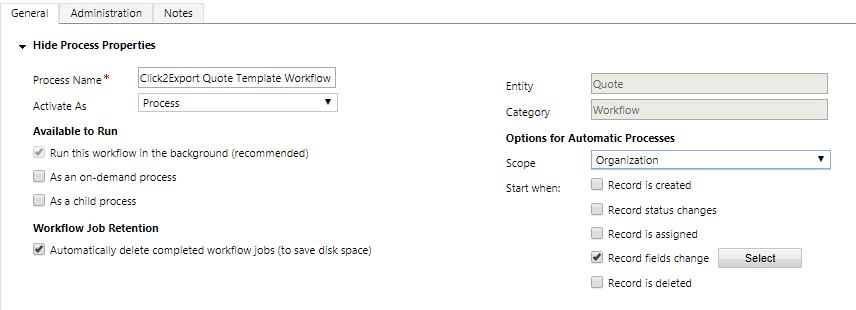 General
Administration
Notes
Hide Process Properties
Process Name*
Click2Export Quote Template Workflow
Activate As
Process
Available to Run
Run this workflow in the background (recommended)
As an on-demand process
As a child process
Workflow Job Retention
Automatically delete completed workflow jobs (to save disk space)
Entity
Quote
Category
Workflow
Options for Automatic Processes
Scope
Organization
Start when:
Record is created
Record status changes
Record is assigned
Record fields change
Select
Record is deleted